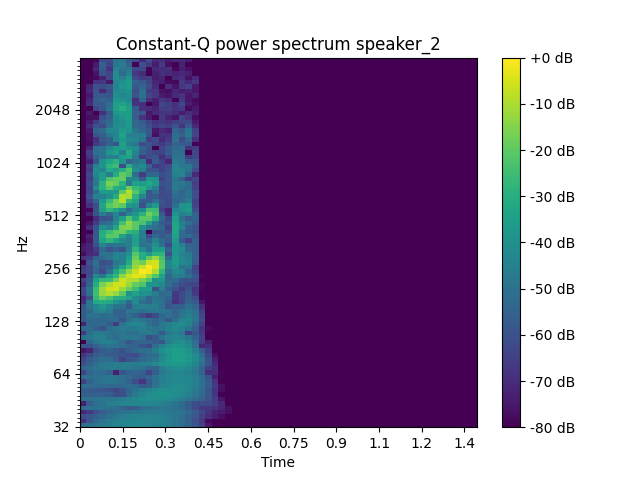 Constant-Q power spectrum speaker_2
+0 dB
2048
-10 dB
1024
-20 dB
512
-30 dB
Hz
-40 dB
256
-50 dB
128
-60 dB
64
-70 dB
32
-80 dB
0 0.15 0.3 0.45 0.6 0.75 0.9 1.1 1.2 1.4
Time